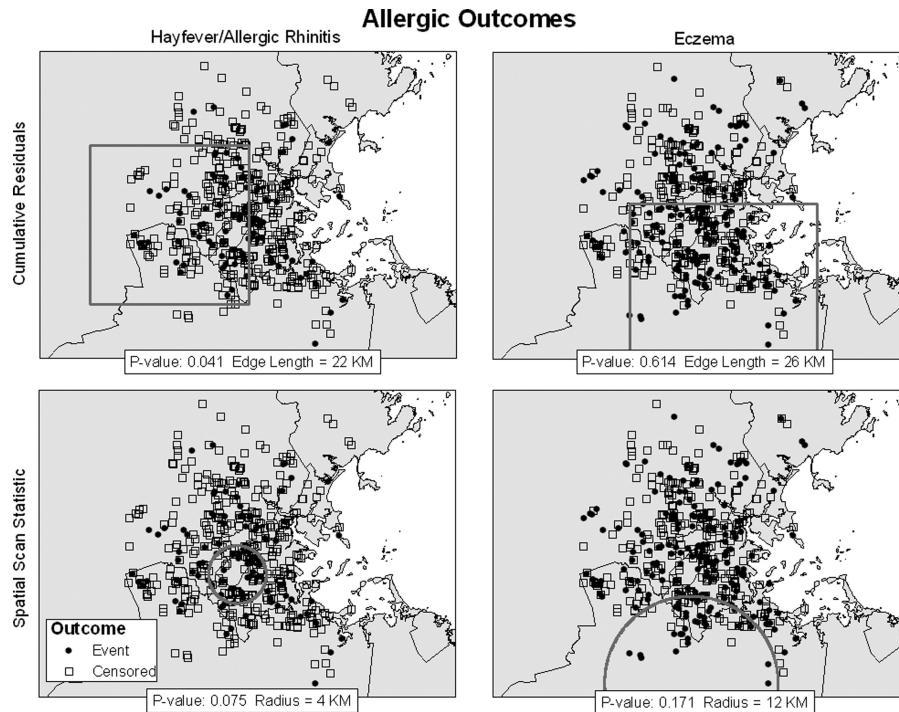 Allergic Outcomes
Hayfever/Allergic Rhinitis
Eczema
Cumulative Residuals
P-value: 0.041 Edge Length = 22 KM
P-value: 0.614 Edge Length = 26 KM
Spatial Scan Statistic
Outcome
Event
Censored
P-value: 0.075 Radius = 4 KM
P-value: 0.171 Radius = 12 KM